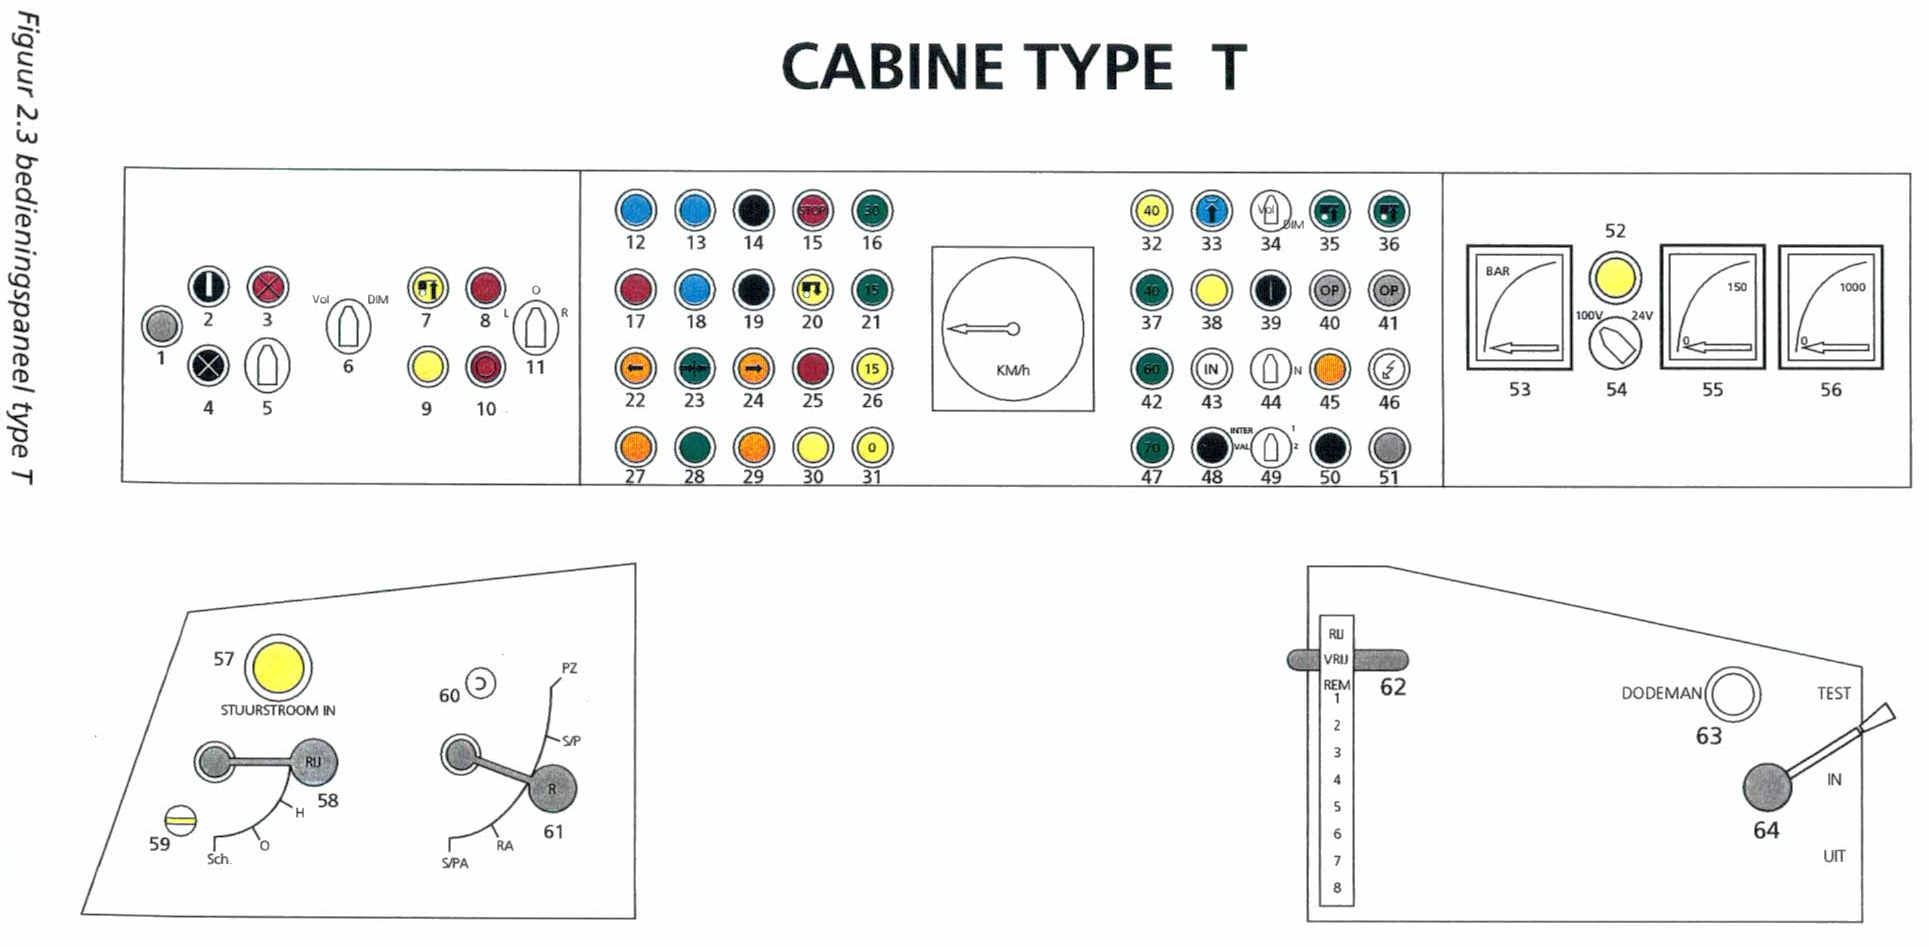 Figuur 2.3 bedieningspaneel type T
CABINE TYPE T
1
2
3
4
5
Vol DIM
6
7
8
9
10
L O R
11
12 13 14 15 16
STOP 30
17 18 19 20 21
15
22 23 24 25 26
15
27 28 29 30 31
0
KM/h
40 Vol DIM
32 33 34 35 36
40 OP OP
37 38 39 40 41
60 IN N
42 43 44 45 46
70 INTER VAL 1 2
47 48 49 50 51
BAR
53
52
100V 24V
54
150
0
55
1000
0
56
57
STUURSTROOM IN
RIJ
58
H
O
Sch.
59
60
PZ
S/P
R
61
RA
S/PA
RIJ
VRIJ
REM
62
1
2
3
4
5
6
7
8
DODEMAN
63
TEST
IN
UIT
64